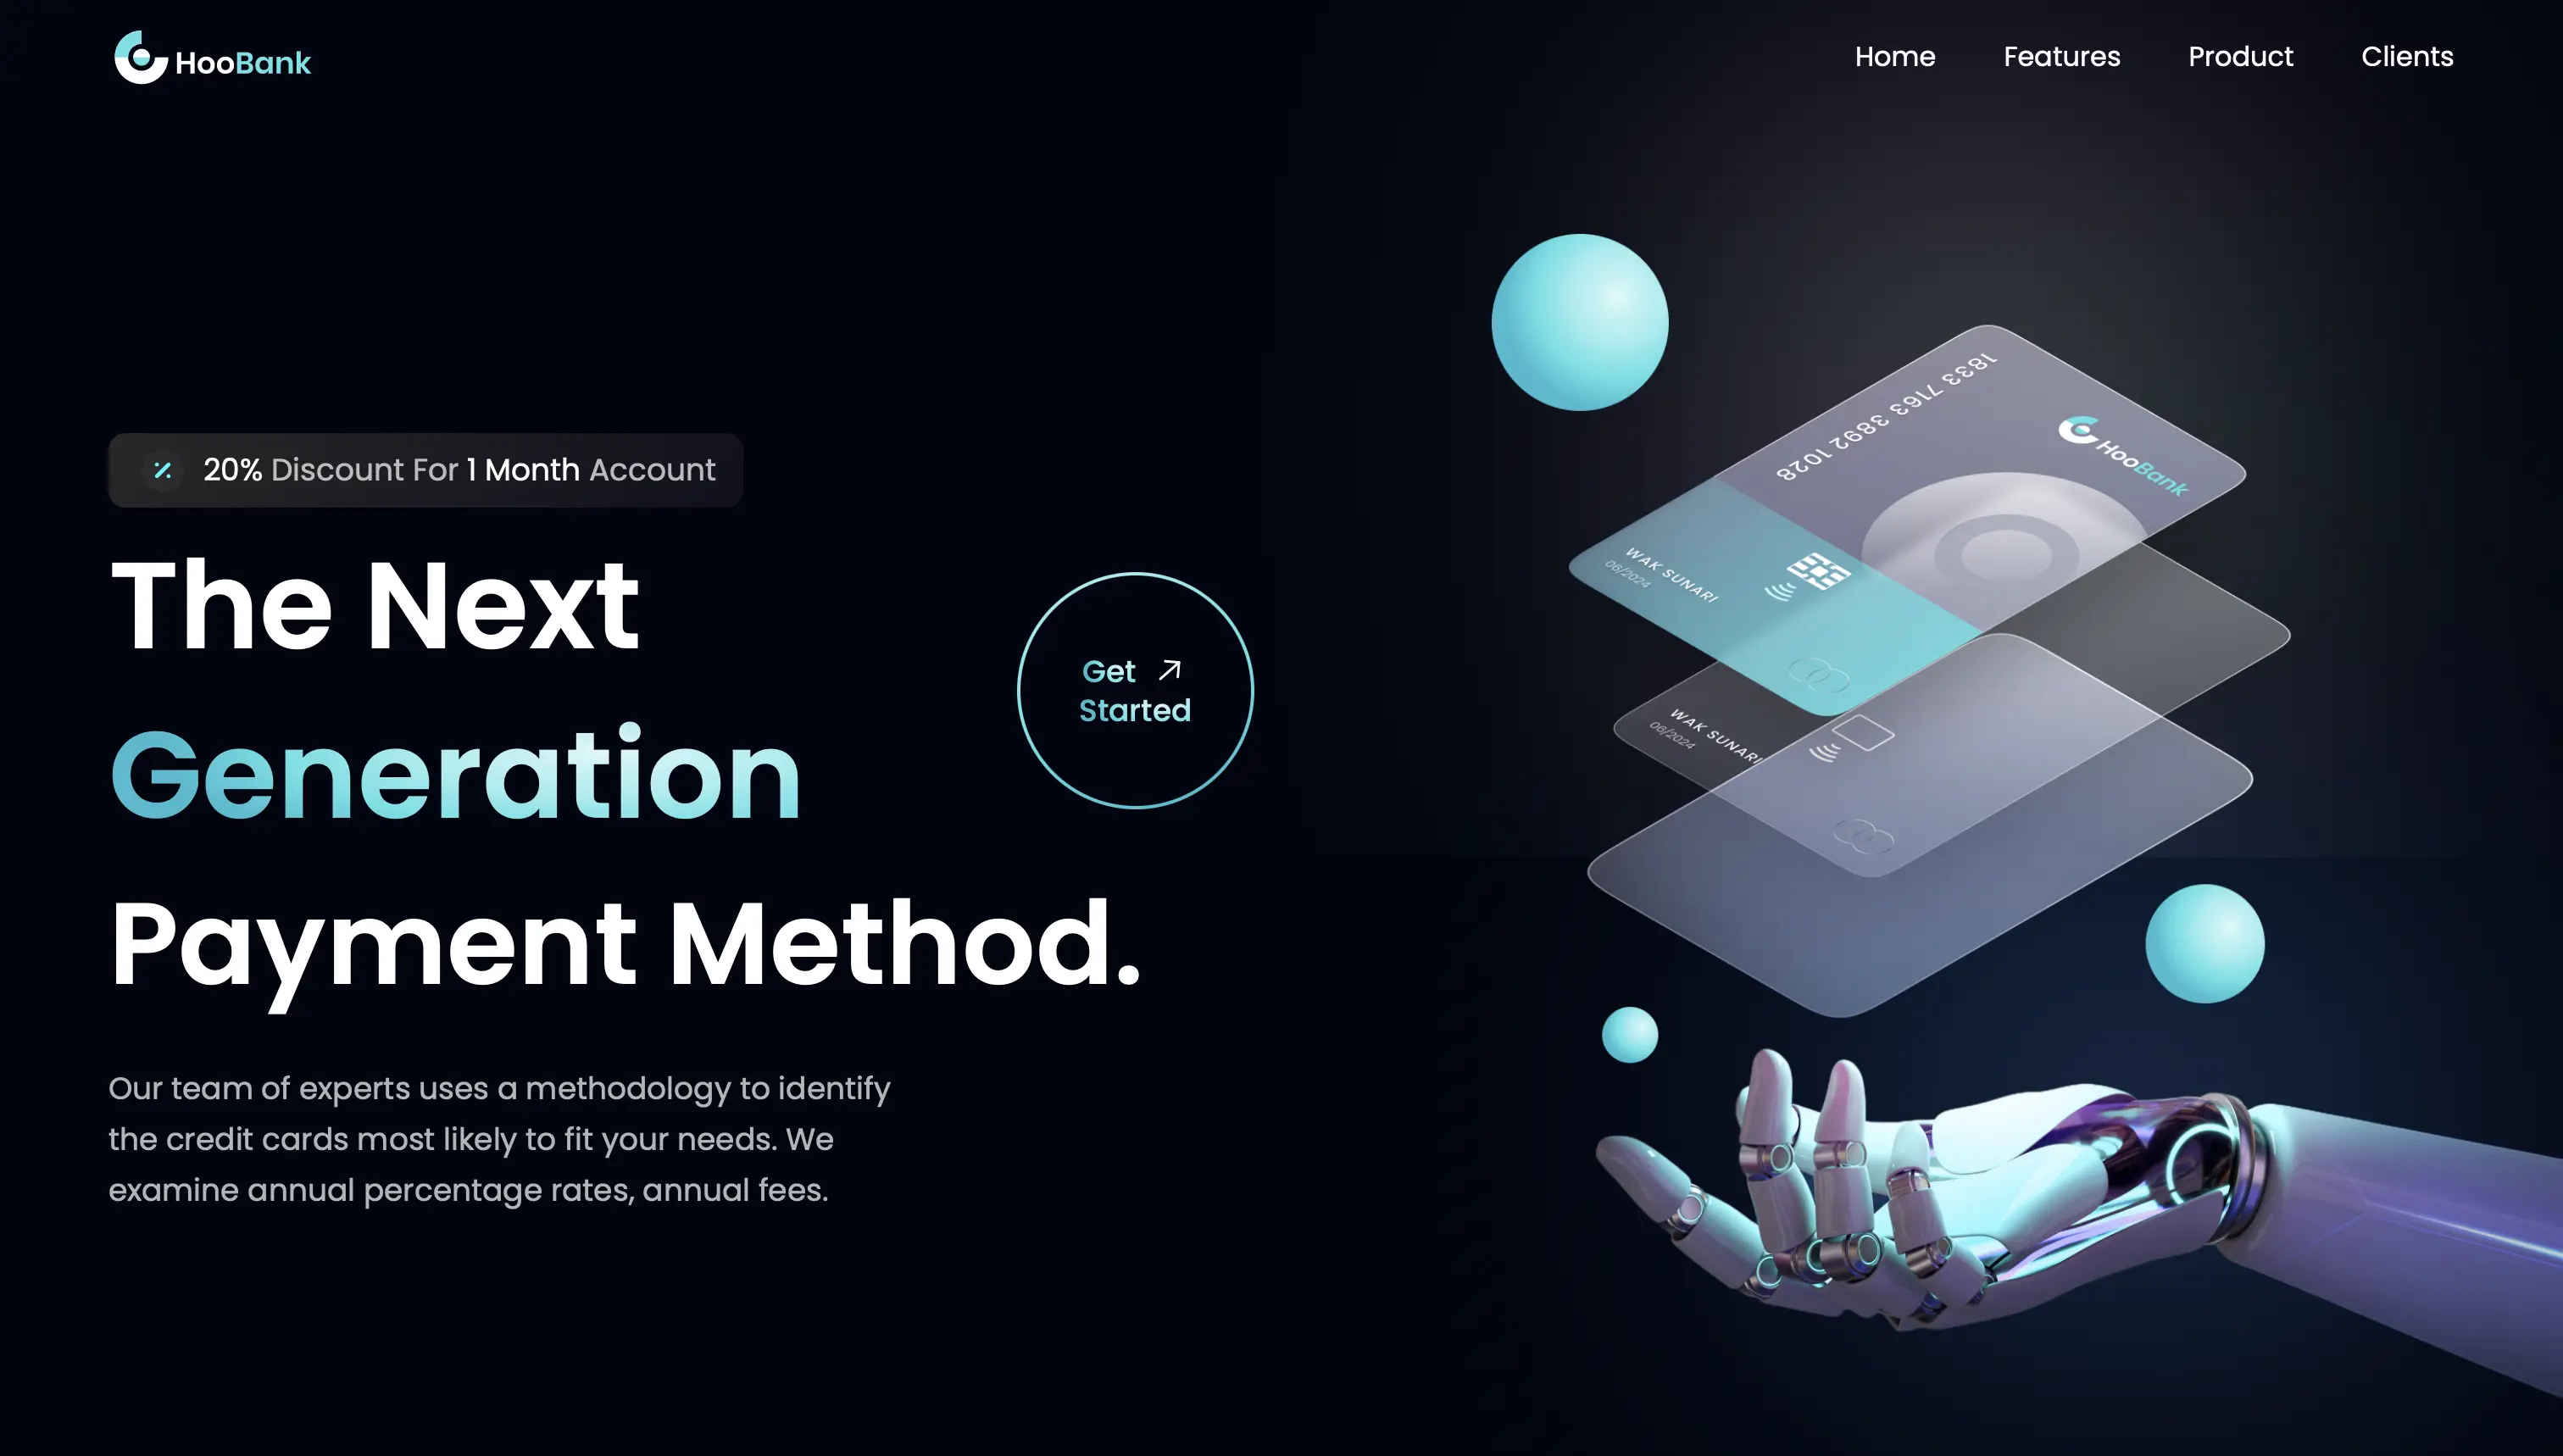 HooBank
Home
Features
Product
Clients
20% Discount For 1 Month Account
The Next
Generation
Payment Method.
Get
Started
Our team of experts uses a methodology to identify
the credit cards most likely to fit your needs. We
examine annual percentage rates, annual fees.
1833 7163 3892 1028
HooBank
WAK SUNARI
06/2024
WAK SUNARI
06/2024